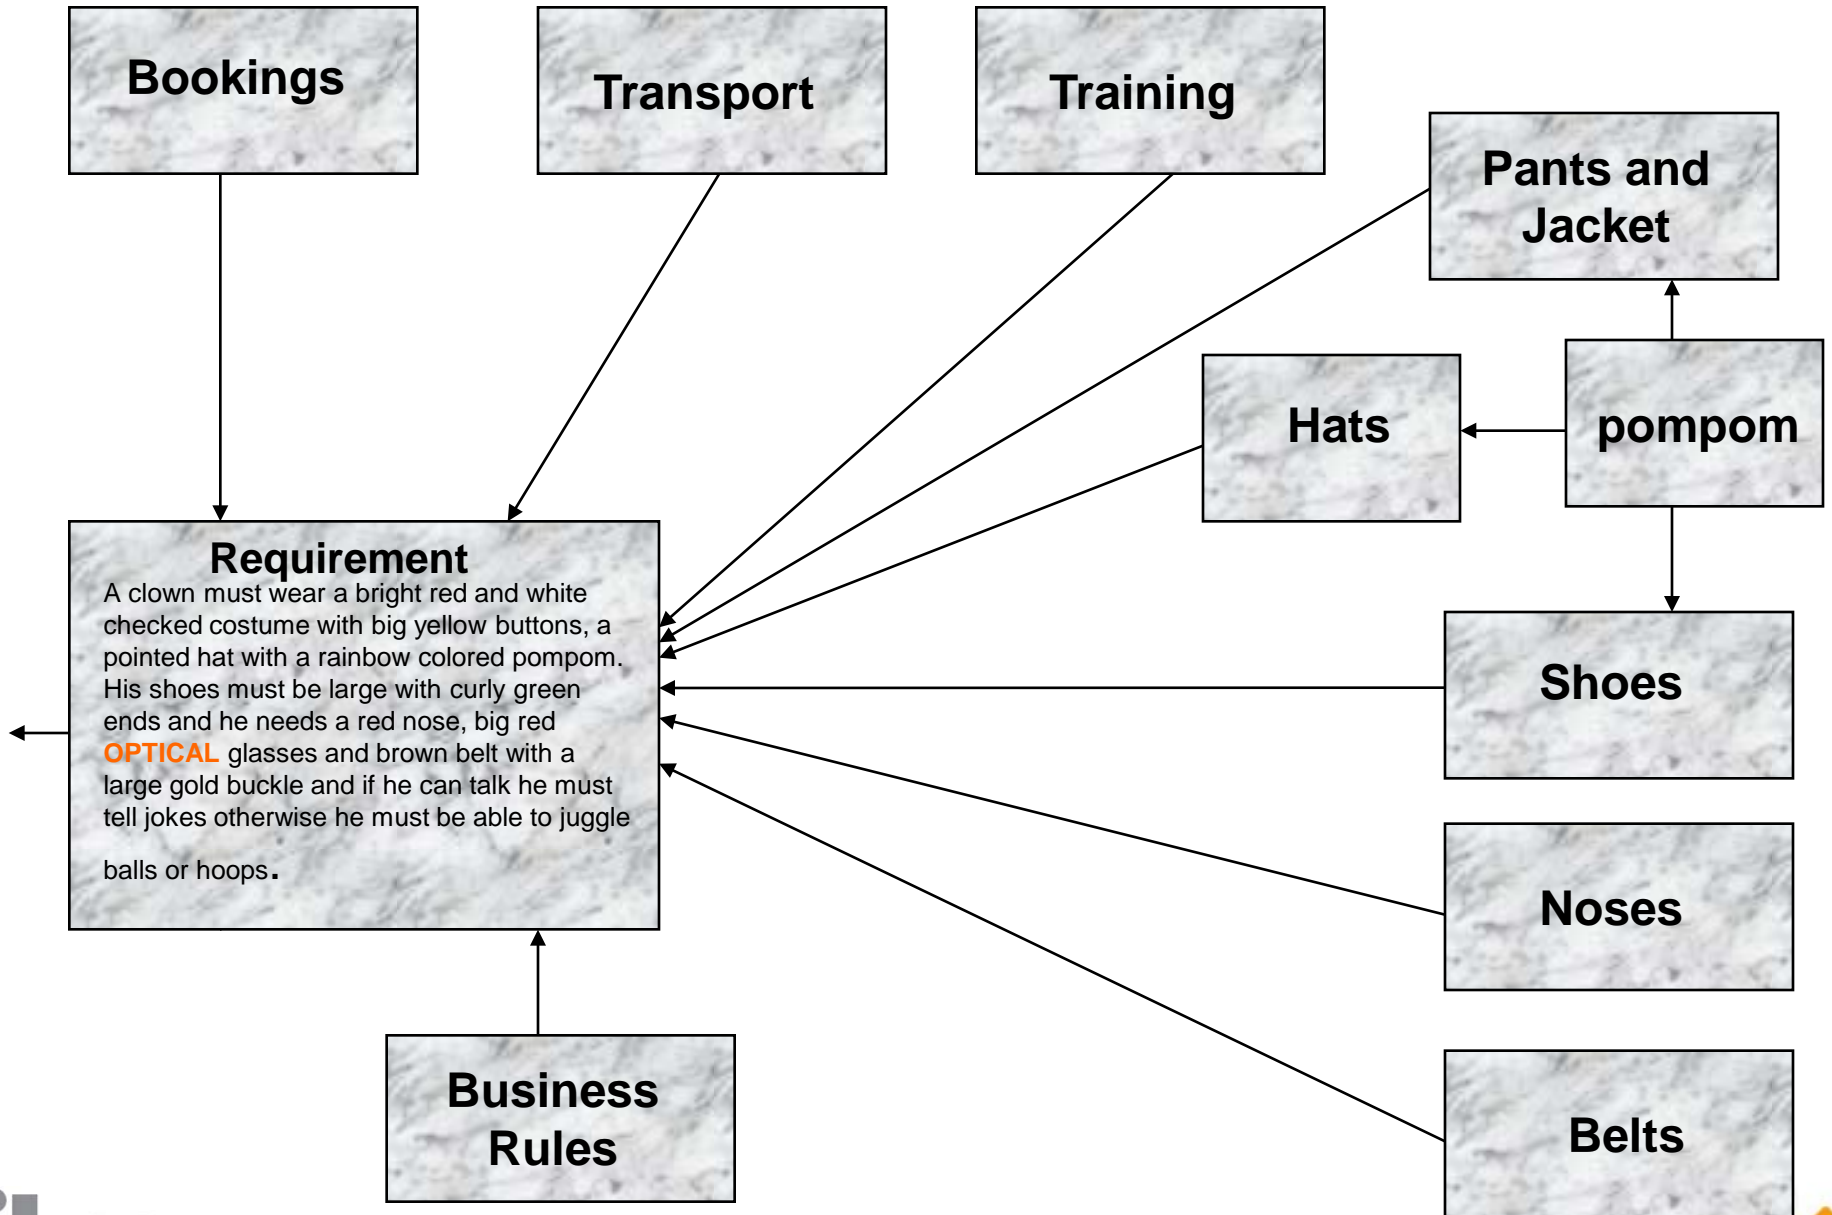 Bookings
Transport
Training
Pants and
Jacket
Hats
pompom
Requirement
A clown must wear a bright red and white
checked costume with big yellow buttons, a
pointed hat with a rainbow colored pompom.
His shoes must be large with curly green
ends and he needs a red nose, big red
OPTICAL glasses and brown belt with a
large gold buckle and if he can talk he must
tell jokes otherwise he must be able to juggle
balls or hoops.
Shoes
Noses
Business
Rules
Belts